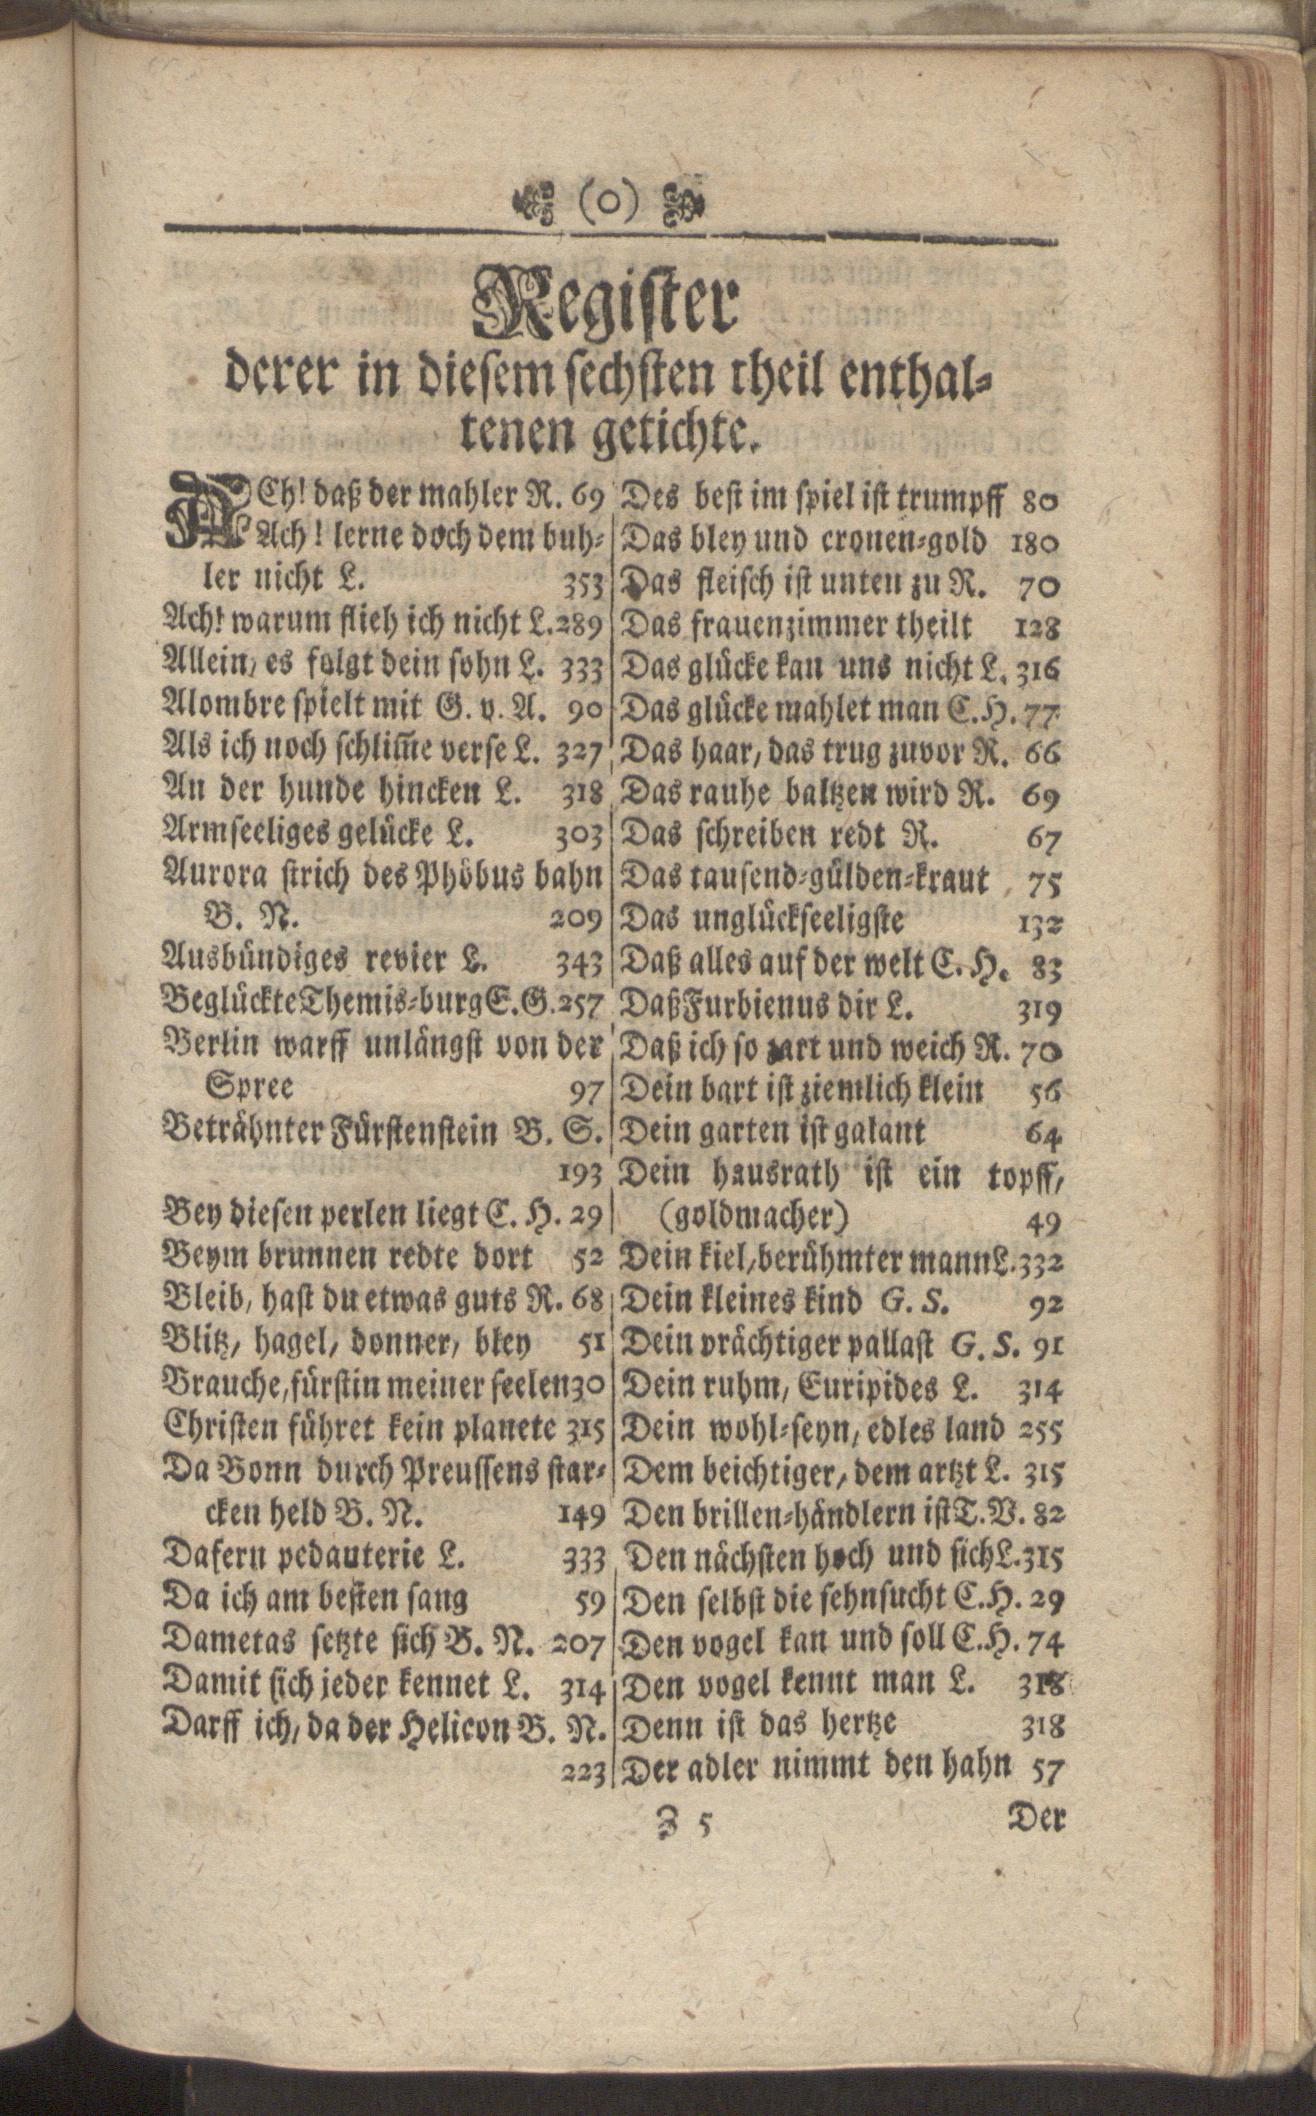 (o)
Register
derer in diesem sechsten theil enthal-
tenen getichte.
ACh! daß der mahler R. 69
Ach! lerne doch dem buh-
ler nicht L. 353
Ach! warum flieh ich nicht L. 289
Allein, es folgt dein sohn L. 333
Alombre spielt mit G. v. A. 90
Als ich noch schlim̃e verse L. 327
An der hunde hincken L. 318
Armseeliges gelücke L. 303
Aurora strich des Phöbus bahn
B. N. 209
Ausbündiges revier L. 343
Beglückte Themis-burg E. G. 257
Berlin warff unlängst von der
Spree 97
Beträhnter Fürstenstein B. S.
193
Bey diesen perlen liegt C. H. 29
Beym brunnen redte dort 52
Bleib, hast du etwas guts R. 68
Blitz, hagel, donner, bley 51
Brauche, fürstin meiner seelen 30
Christen führet kein planete 315
Da Bonn durch Preussens star-
cken held B. N. 149
Dafern pedanterie L. 333
Da ich am besten sang 59
Dametas setzte sich B. N. 207
Damit sich jeder kennet L. 314
Darff ich, da der Helicon B. N.
223
Des best im spiel ist trumpff 80
Das bley und cronen-gold 180
Das fleisch ist unten zu R. 70
Das frauenzimmer theilt 128
Das glücke kan uns nicht L. 316
Das glücke mahlet man C. H. 77
Das haar, das trug zuvor R. 66
Das rauhe baltzen wird R. 69
Das schreiben redt R. 67
Das tausend-gülden-kraut 75
Das unglückseeligste 132
Daß alles auf der welt C. H. 83
Daß Furbienus dir L. 319
Daß ich so zart und weich R. 70
Dein bart ist ziemlich klein 56
Dein garten ist galant 64
Dein hausrath ist ein topff,
(goldmacher) 49
Dein kiel, berühmter mann L. 332
Dein kleines kind G. S. 92
Dein prächtiger pallast G. S. 91
Dein ruhm, Euripides L. 314
Dein wohl-seyn, edles land 255
Dem beichtiger, dem artzt L. 315
Den brillen-händlern ist T. V. 82
Den nächsten hoch und sich L. 315
Den selbst die sehnsucht C. H. 29
Den vogel kan und soll C. H. 74
Den vogel kennt man L. 318
Denn ist das hertze 318
Der adler nimmt den hahn 57
Z 5 Der